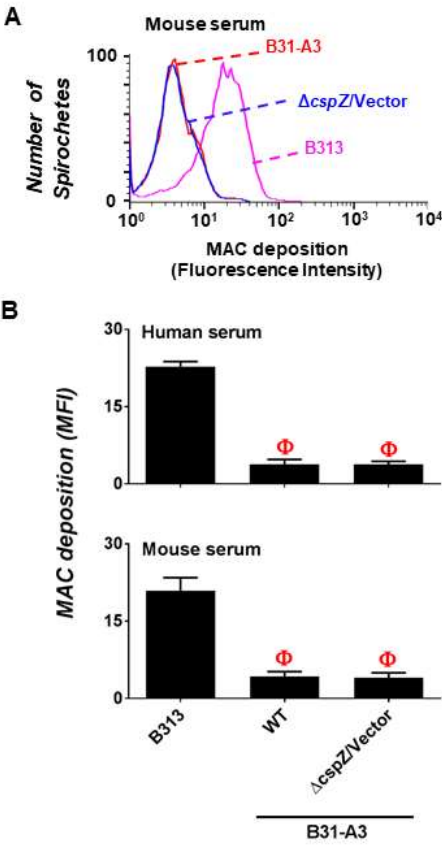 A
Mouse serum
B31-A3
ΔcspZ/Vector
B313
Number of
Spirochetes
100
0
10⁰ 10¹ 10² 10³ 10⁴
MAC deposition
(Fluorescence Intensity)
B
MAC deposition (MFI)
30
Human serum
15
Φ Φ
0
30
Mouse serum
15
Φ Φ
0
B313 WT ΔcspZ/Vector
B31-A3